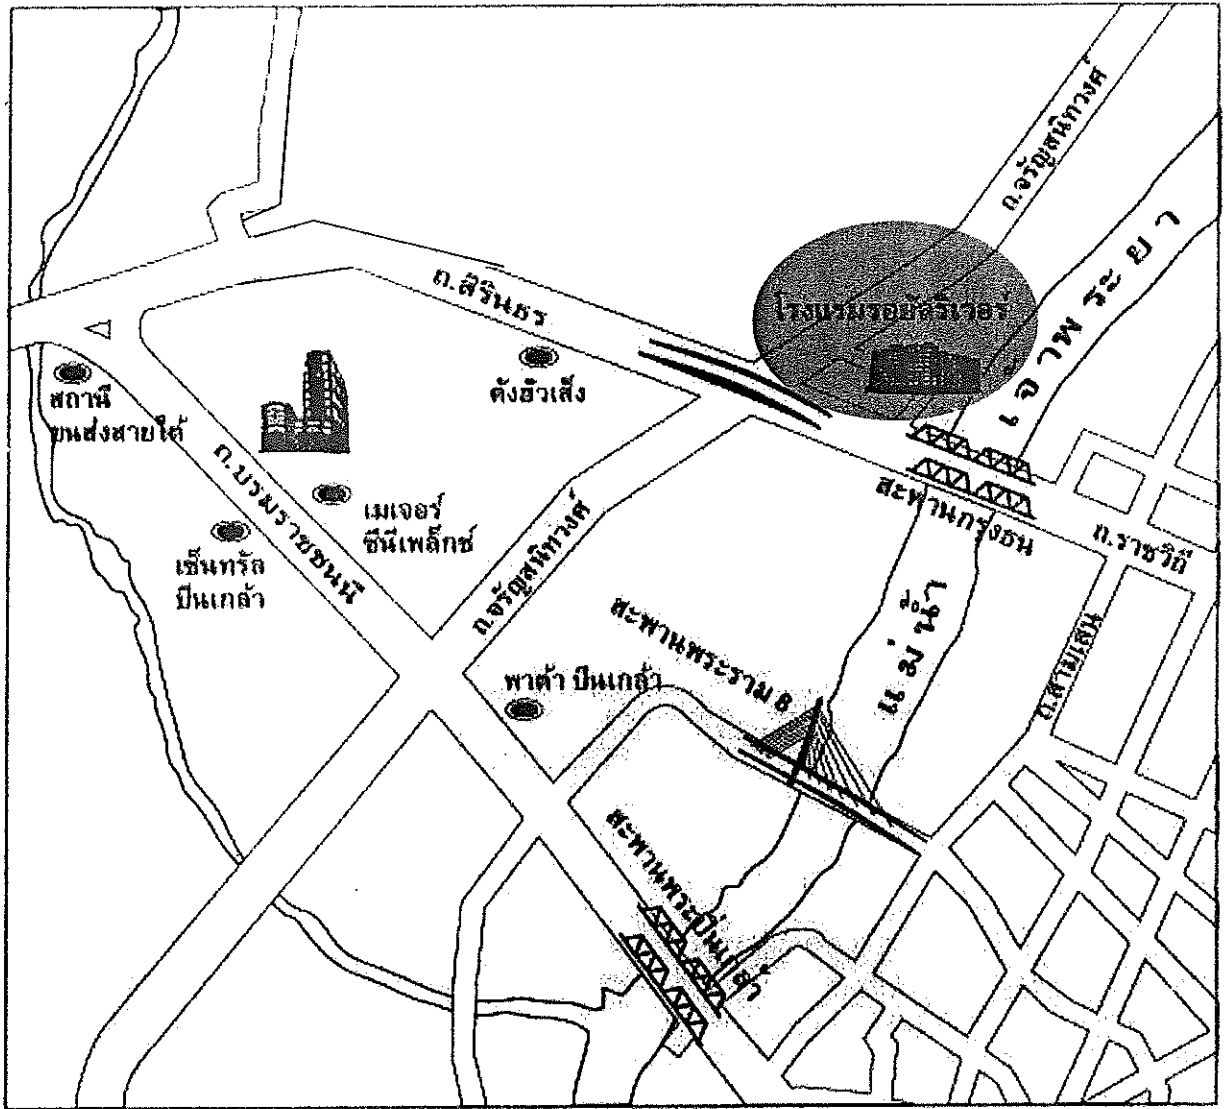 ถ.จรัญสนิทวงศ์
เจ้าพระยา
ถ.สิรินธร
โรงแรมรอยัลริเวอร์
ตั้งฮั่วเส็ง
สถานี
ขนส่งสายใต้
ถ.บรมราชชนนี
เมเจอร์
ซีนีเพล็กซ์
เซ็นทรัล
ปิ่นเกล้า
ถ.จรัญสนิทวงศ์
สะพานกรุงธน
ถ.ราชวิถี
แม่น้ำ
ถ.สามเสน
สะพานพระราม 8
พาต้า ปิ่นเกล้า
สะพานพระปิ่นเกล้า